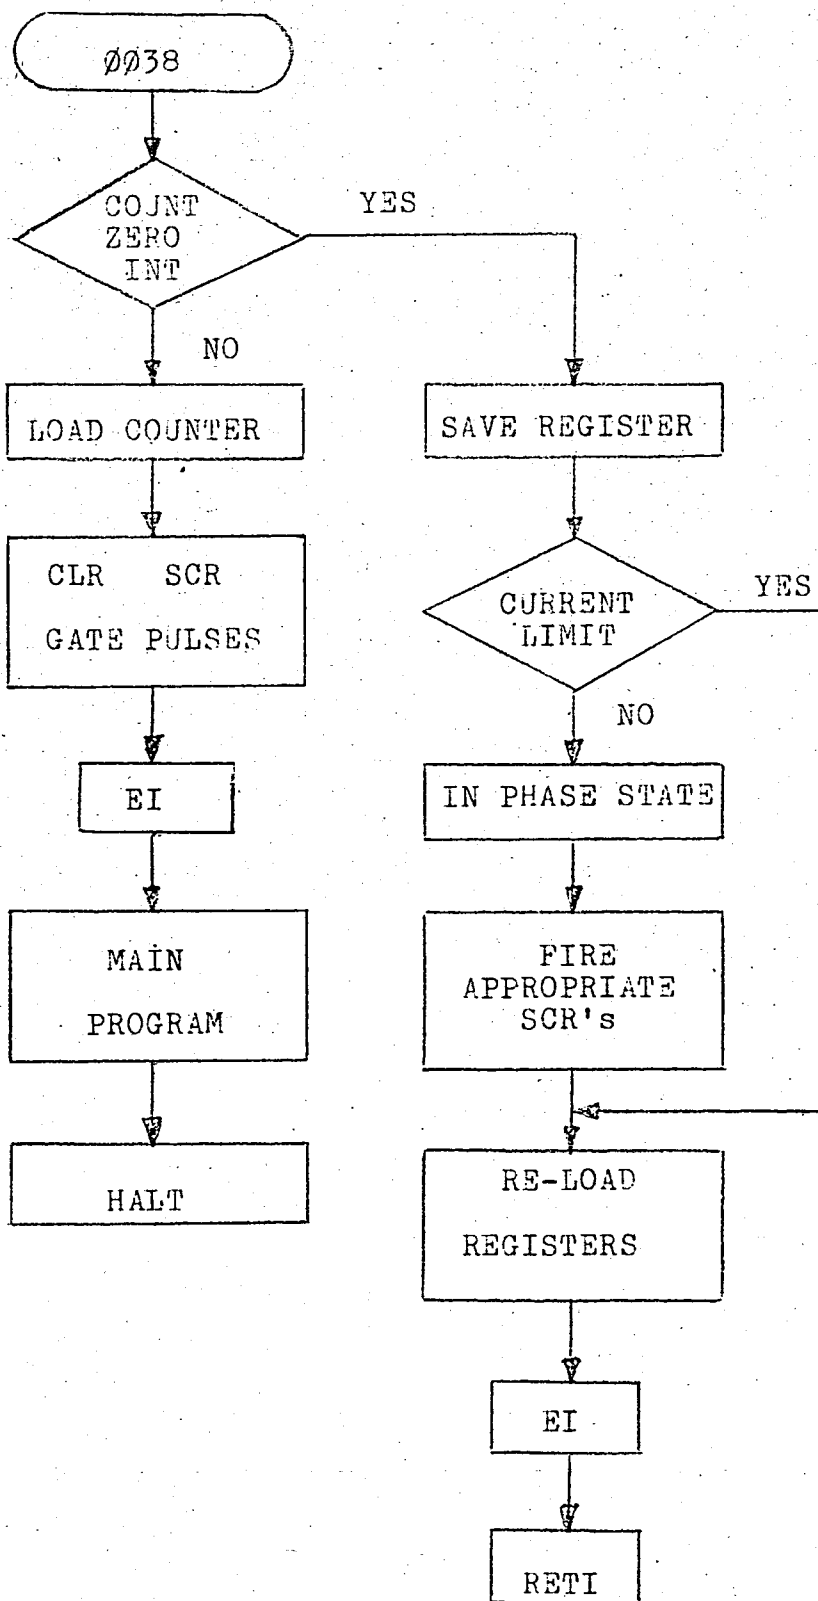 ØØ38
COJNT
ZERO
INT
YES
NO
LOAD COUNTER
CLR SCR
GATE PULSES
EI
MAİN
PROGRAM
HALT
SAVE REGISTER
CURRENT
LIMIT
YES
NO
IN PHASE STATE
FIRE
APPROPRIATE
SCR's
RE-LOAD
REGISTERS
EI
RETI